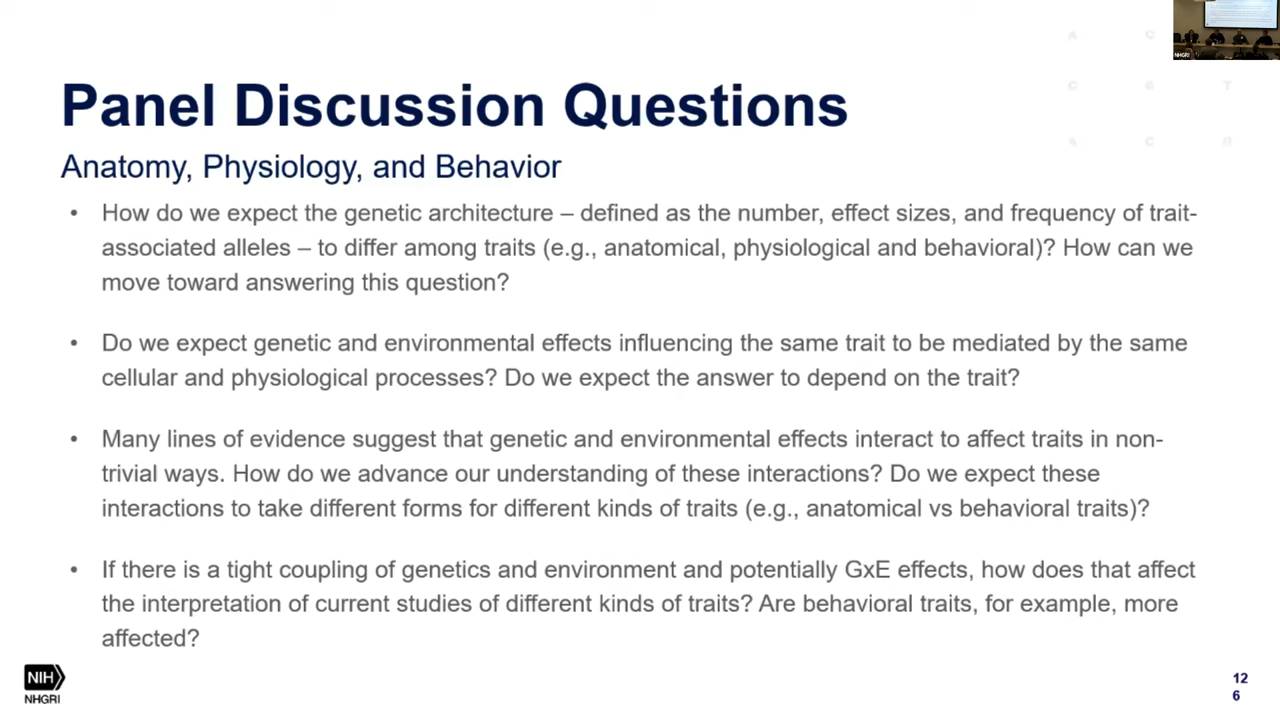 Panel Discussion Questions
Anatomy, Physiology, and Behavior
• How do we expect the genetic architecture – defined as the number, effect sizes, and frequency of trait-
associated alleles – to differ among traits (e.g., anatomical, physiological and behavioral)? How can we
move toward answering this question?
• Do we expect genetic and environmental effects influencing the same trait to be mediated by the same
cellular and physiological processes? Do we expect the answer to depend on the trait?
• Many lines of evidence suggest that genetic and environmental effects interact to affect traits in non-
trivial ways. How do we advance our understanding of these interactions? Do we expect these
interactions to take different forms for different kinds of traits (e.g., anatomical vs behavioral traits)?
• If there is a tight coupling of genetics and environment and potentially GxE effects, how does that affect
the interpretation of current studies of different kinds of traits? Are behavioral traits, for example, more
affected?
NIH
NHGRI
12
6
NHGRI